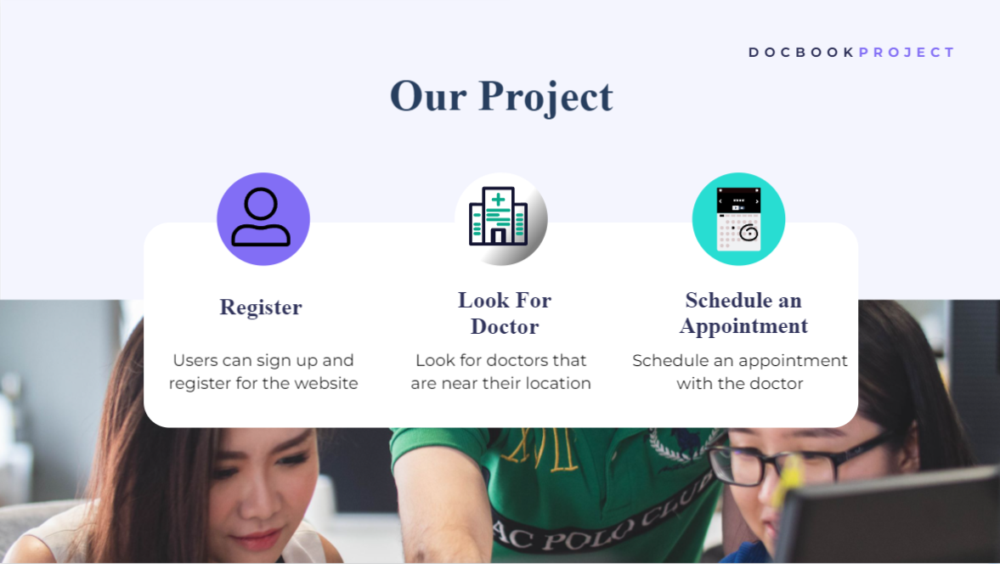 DOCBOOKPROJECT
Our Project
Register
Users can sign up and
register for the website
Look For
Doctor
Look for doctors that
are near their location
Schedule an
Appointment
Schedule an appointment
with the doctor
XVII
AC POLO CLUB